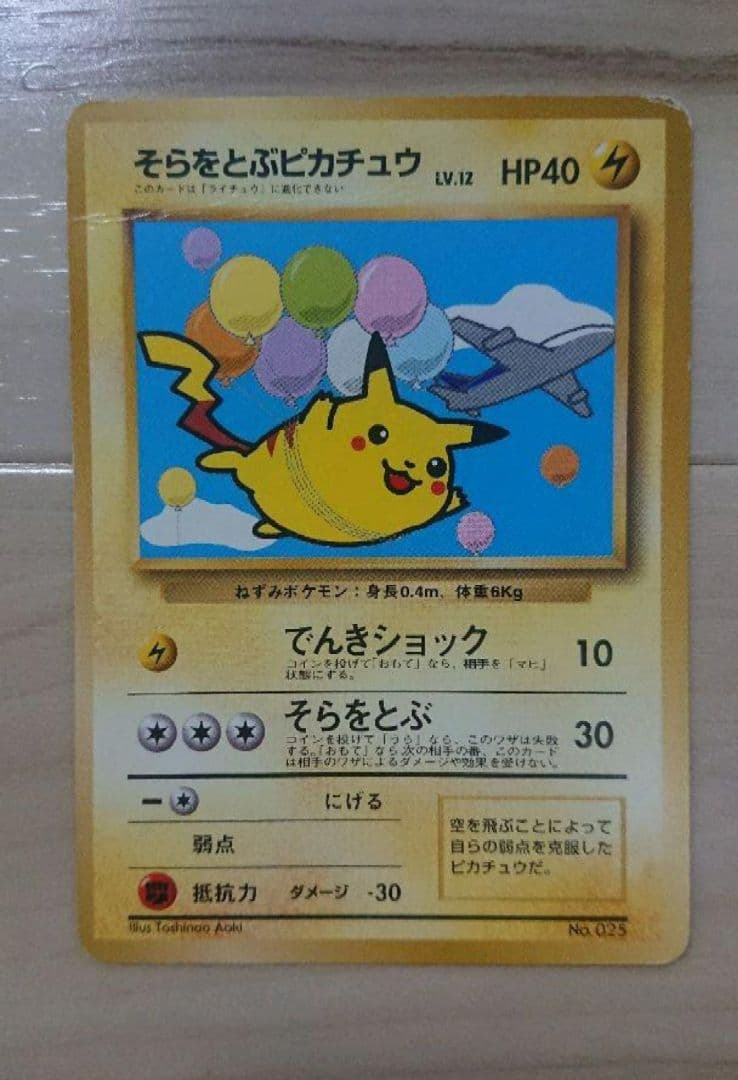 そらをとぶピカチュウ LV.12 HP40
このカードは「ライチュウ」に進化できない
ねずみポケモン：身長0.4m、体重6Kg
でんきショック 10
コインを投げて「おもて」なら、相手を「マヒ」
状態にする。
そらをとぶ 30
コインを投げて「うら」なら、このワザは失敗
する。「おもて」なら次の相手の番、このカード
は相手のワザによるダメージや効果を受けない。
ー にげる
弱点
抵抗力 ダメージ -30
空を飛ぶことによって
自らの弱点を克服した
ピカチュウだ。
Illus Toshinao Aoki No. 025